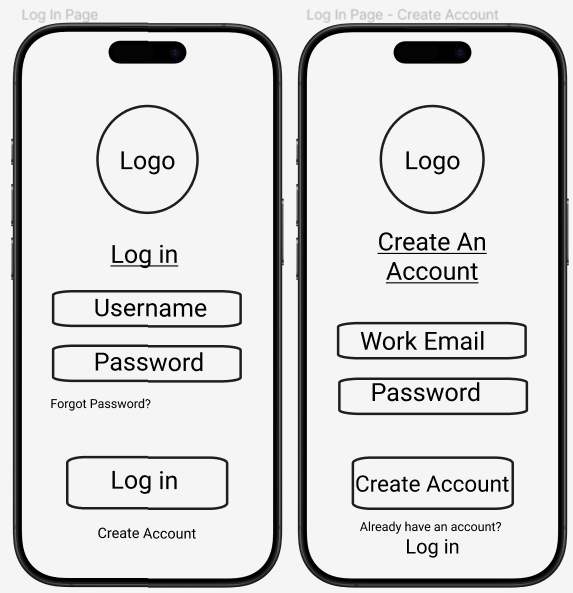 Log In Page
Logo
Log in
Username
Password
Forgot Password?
Log in
Create Account
Log In Page - Create Account
Logo
Create An
Account
Work Email
Password
Create Account
Already have an account?
Log in